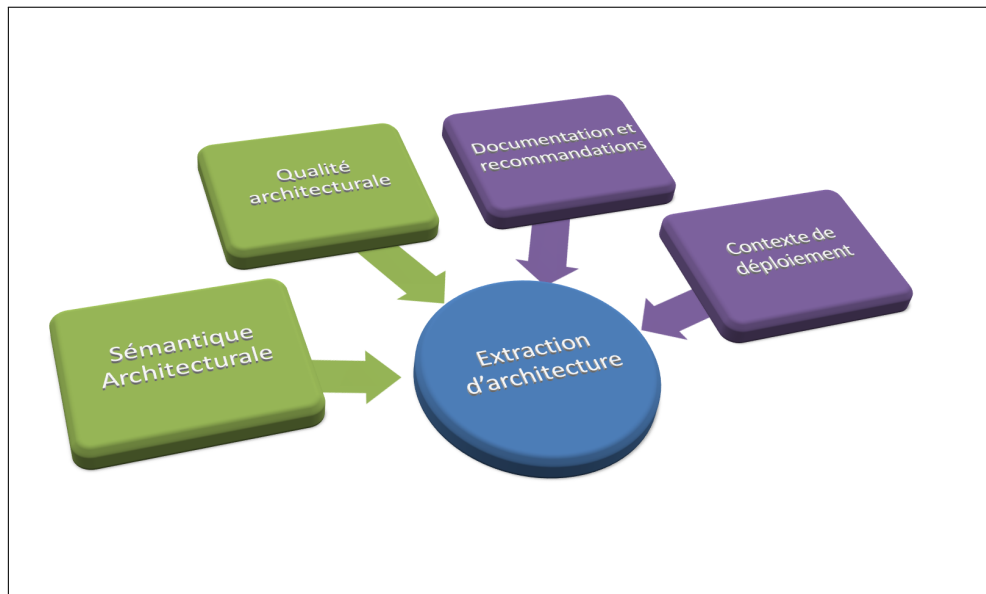 Qualité
architecturale
Documentation et
recommandations
Contexte de
déploiement
Sémantique
Architecturale
Extraction
d'architecture